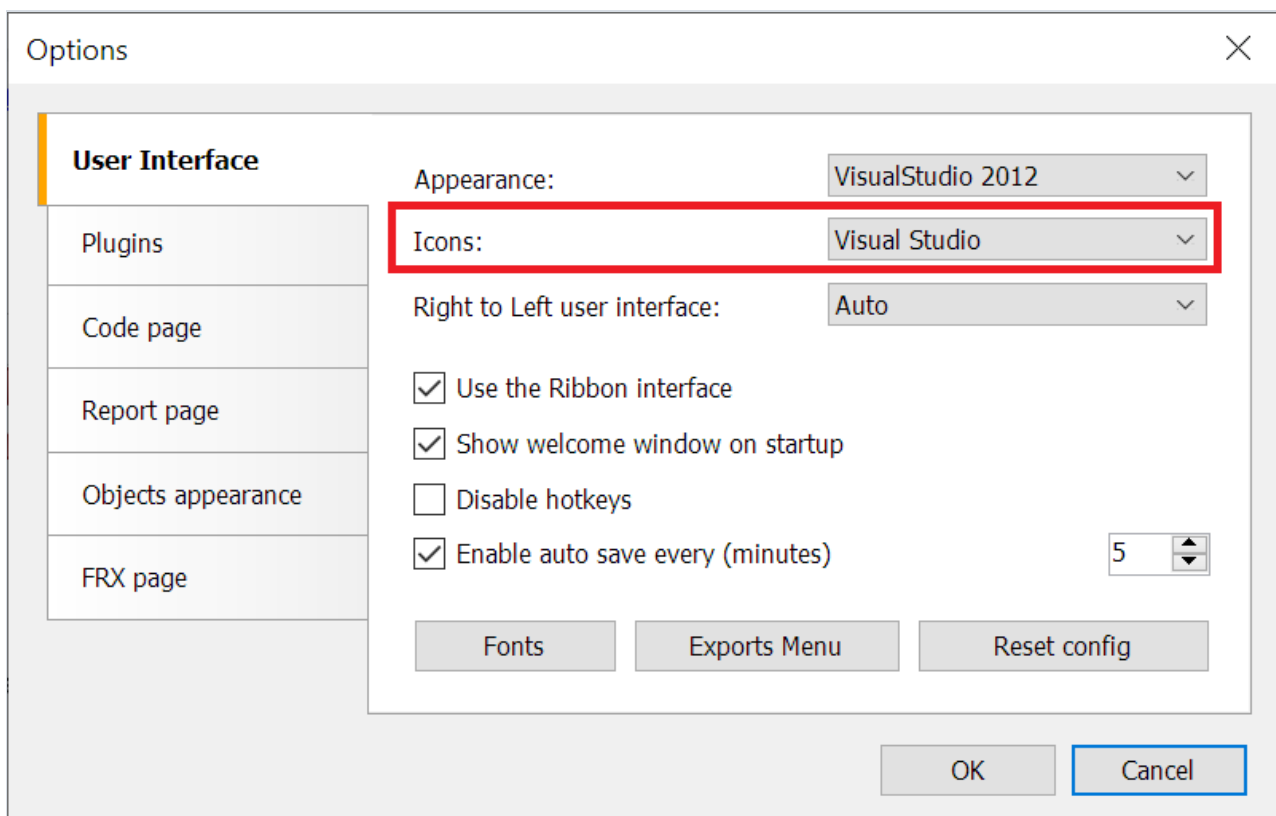 Options
User Interface
Plugins
Code page
Report page
Objects appearance
FRX page
Appearance: VisualStudio 2012
Icons: Visual Studio
Right to Left user interface: Auto
Use the Ribbon interface
Show welcome window on startup
Disable hotkeys
Enable auto save every (minutes) 5
Fonts Exports Menu Reset config
OK Cancel